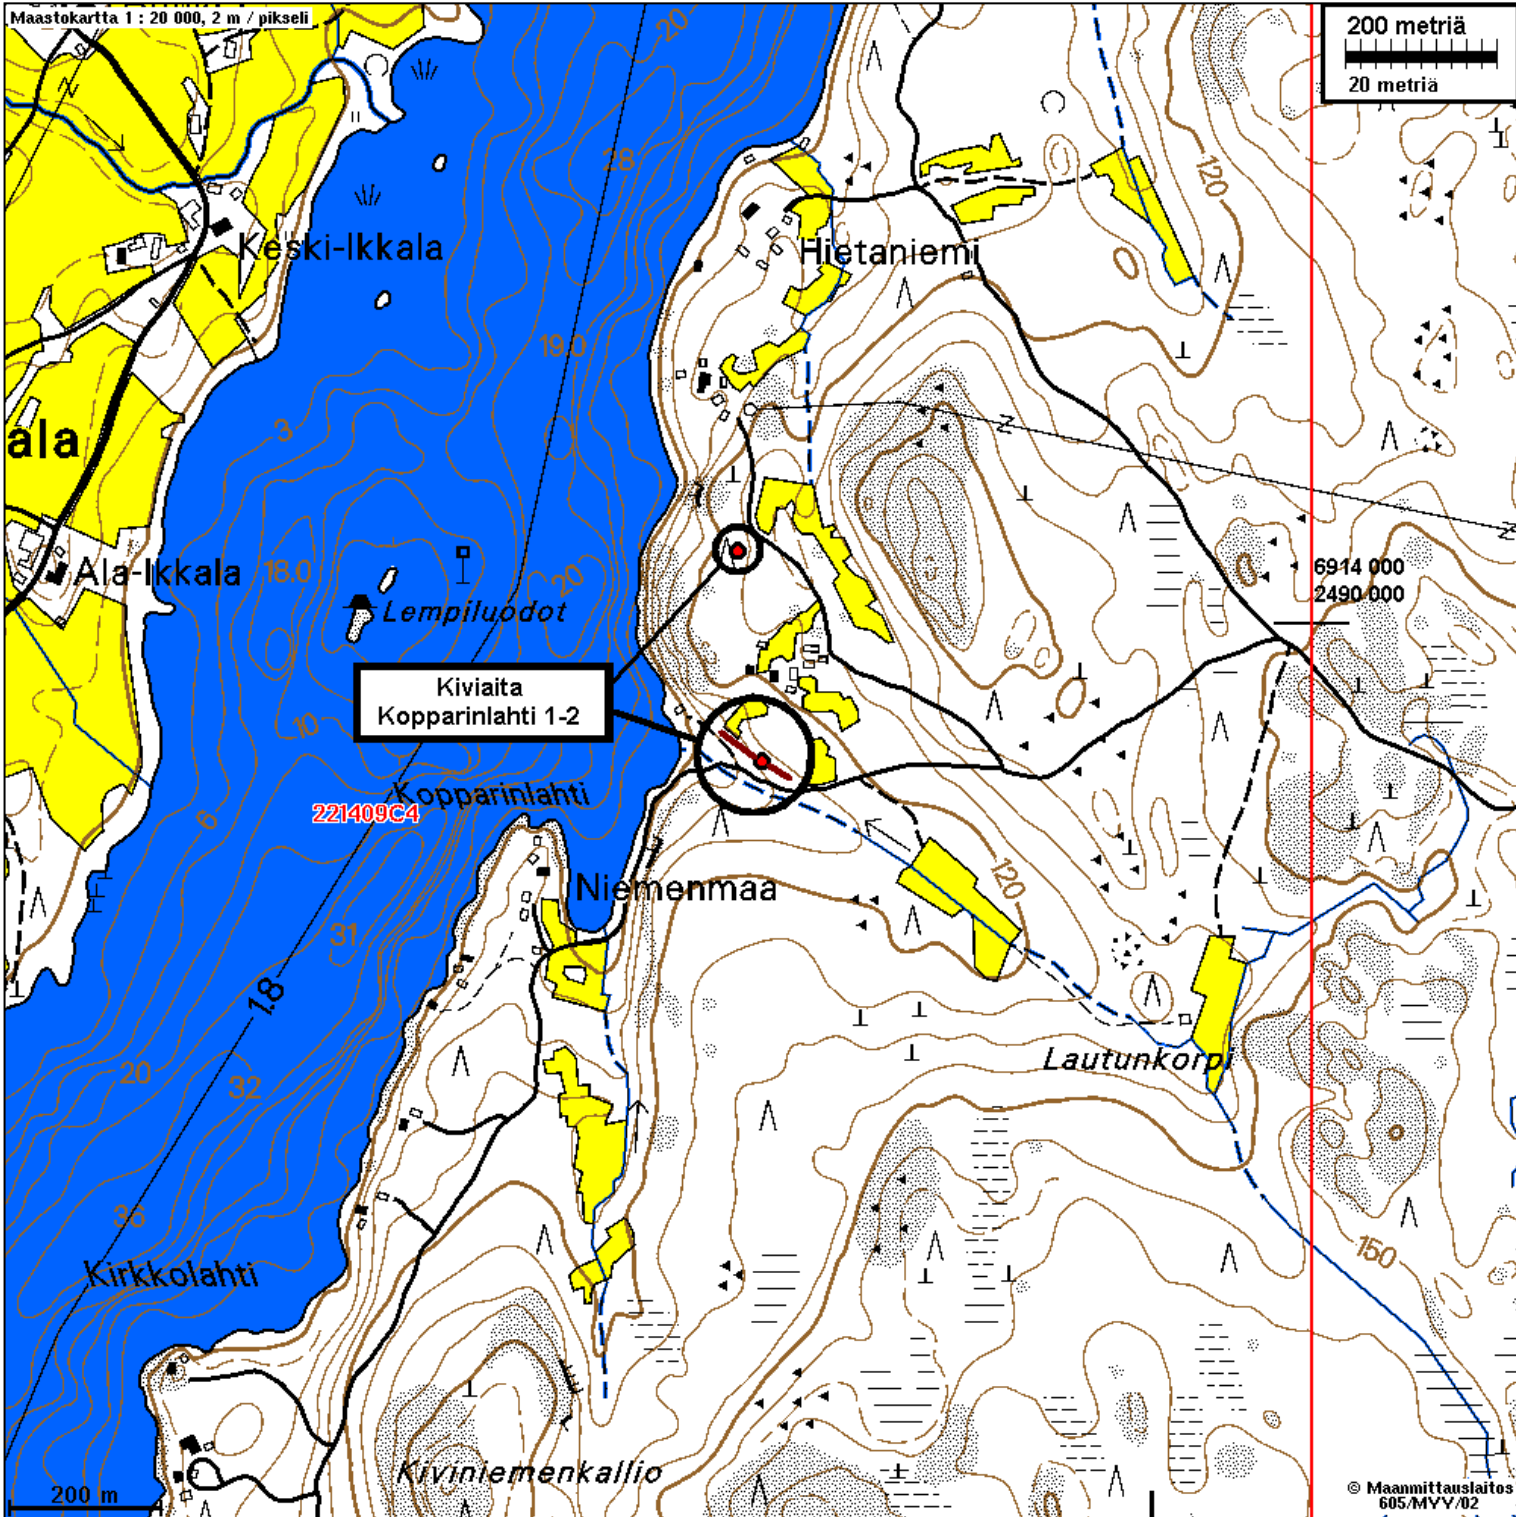 Maastokartta 1 : 20 000, 2 m / pikseli
200 metriä
20 metriä
20
28
120
Keski-Ikkala
Hietaniemi
19.0
3
ala
Ala-Ikkala
18.0
20
Lempiluodot
6914 000
2490 000
Kiviaita
Kopparinlahti 1-2
10
6
Kopparinlahti
221409C4
Niemenmaa
120
31
1.8
Lautunkorpi
20
32
36
150
Kirkkolahti
Kiviniemenkallio
200 m
© Maanmittauslaitos
605/MYY/02